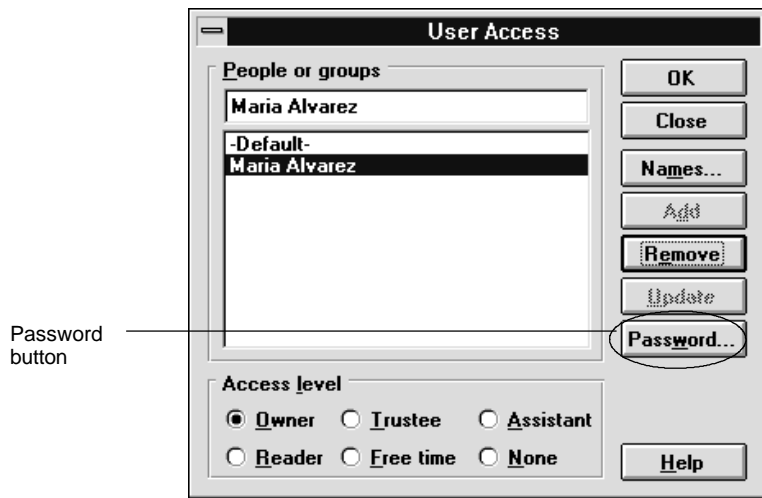 User Access
People or groups
Maria Alvarez
-Default-
Maria Alvarez
OK
Close
Names...
Add
Remove
Update
Password...
Password
button
Access level
Owner Trustee Assistant
Reader Free time None
Help